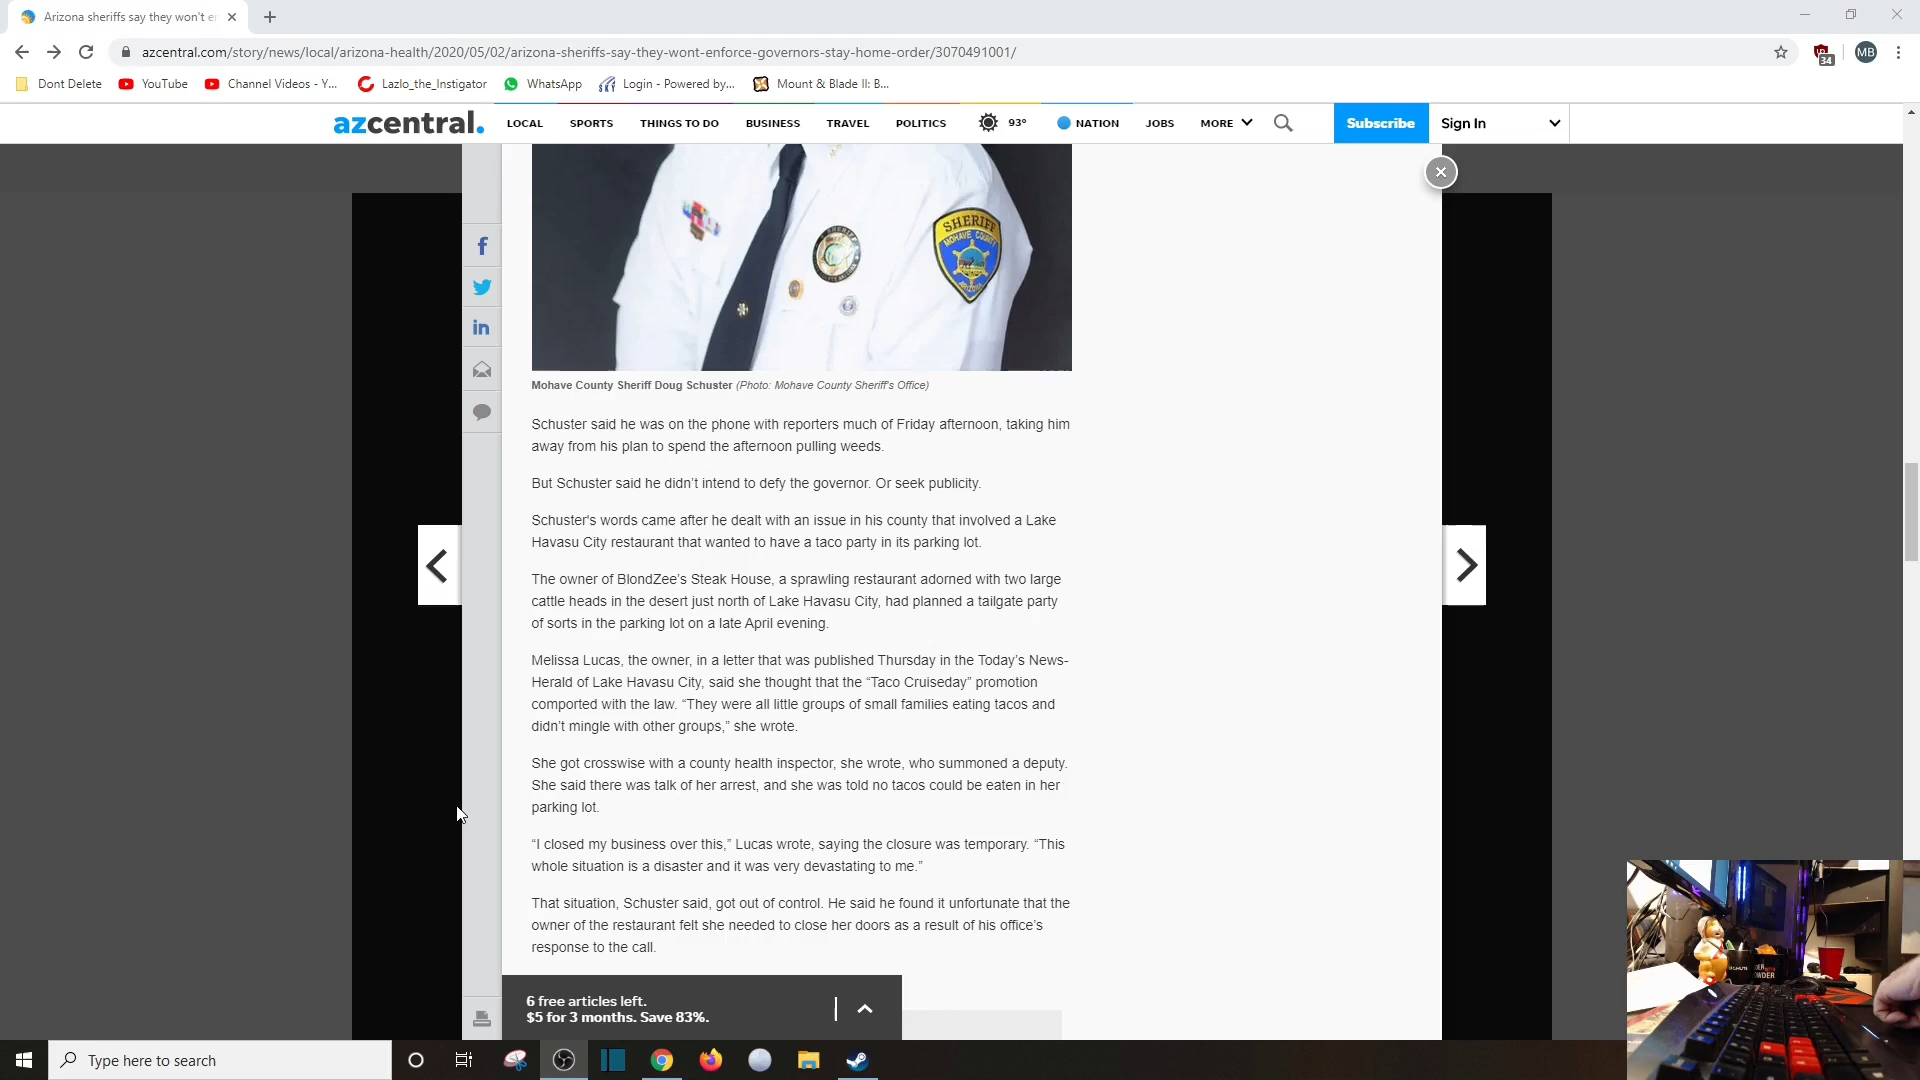 Arizona sheriffs say they won't en
azcentral.com/story/news/local/arizona-health/2020/05/02/arizona-sheriffs-say-they-wont-enforce-governors-stay-home-order/3070491001/
34
MB
Dont Delete
YouTube
Channel Videos - Y...
Lazlo_the_Instigator
WhatsApp
Login - Powered by...
Mount & Blade II: B...
azcentral.
LOCAL
SPORTS
THINGS TO DO
BUSINESS
TRAVEL
POLITICS
93°
NATION
JOBS
MORE
Subscribe
Sign In
SHERIFF
MOHAVE COUNTY
ARIZONA
Mohave County Sheriff Doug Schuster (Photo: Mohave County Sheriff's Office)
Schuster said he was on the phone with reporters much of Friday afternoon, taking him
away from his plan to spend the afternoon pulling weeds.
But Schuster said he didn’t intend to defy the governor. Or seek publicity.
Schuster's words came after he dealt with an issue in his county that involved a Lake
Havasu City restaurant that wanted to have a taco party in its parking lot.
The owner of BlondZee’s Steak House, a sprawling restaurant adorned with two large
cattle heads in the desert just north of Lake Havasu City, had planned a tailgate party
of sorts in the parking lot on a late April evening.
Melissa Lucas, the owner, in a letter that was published Thursday in the Today’s News-
Herald of Lake Havasu City, said she thought that the “Taco Cruiseday” promotion
comported with the law. “They were all little groups of small families eating tacos and
didn’t mingle with other groups,” she wrote.
She got crosswise with a county health inspector, she wrote, who summoned a deputy.
She said there was talk of her arrest, and she was told no tacos could be eaten in her
parking lot.
“I closed my business over this,” Lucas wrote, saying the closure was temporary. “This
whole situation is a disaster and it was very devastating to me.”
That situation, Schuster said, got out of control. He said he found it unfortunate that the
owner of the restaurant felt she needed to close her doors as a result of his office’s
response to the call.
6 free articles left.
$5 for 3 months. Save 83%.
Type here to search